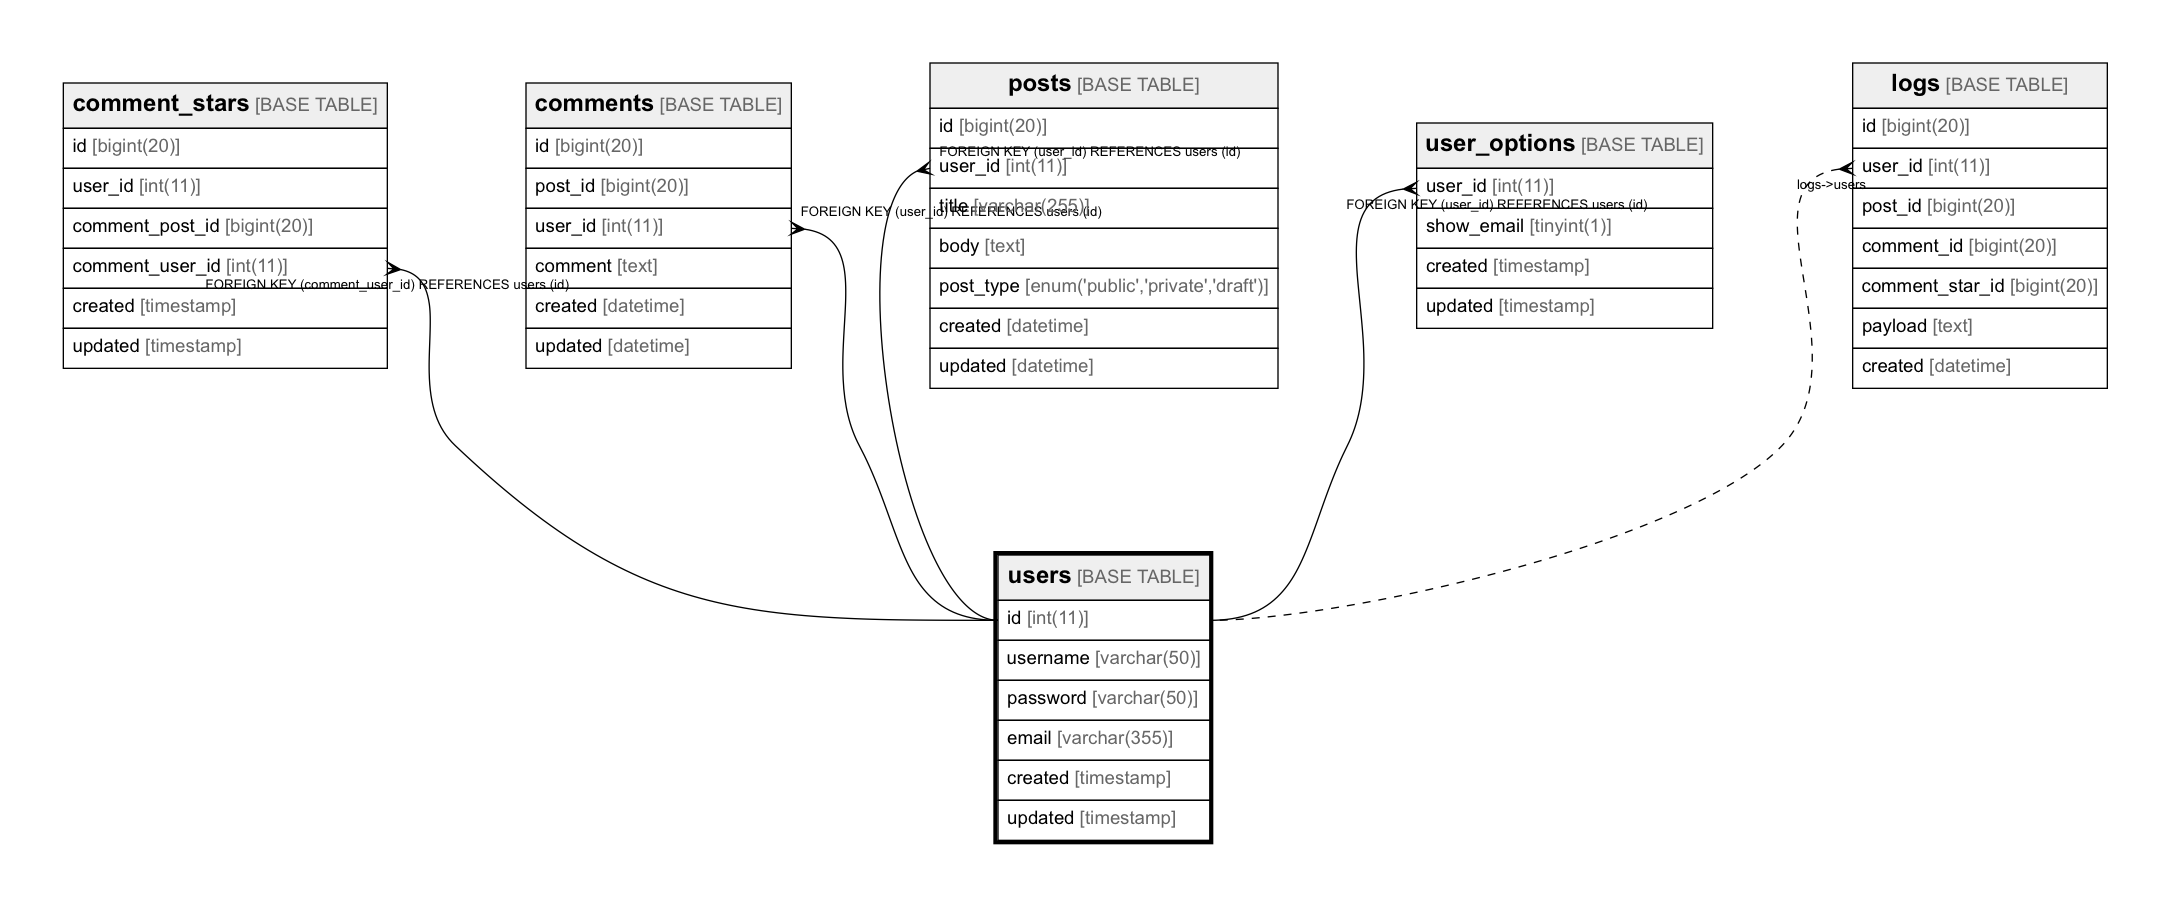 comment_stars [BASE TABLE]
id [bigint(20)]
user_id [int(11)]
comment_post_id [bigint(20)]
comment_user_id [int(11)]
FOREIGN KEY (comment_user_id) REFERENCES users (id)
created [timestamp]
updated [timestamp]
comments [BASE TABLE]
id [bigint(20)]
post_id [bigint(20)]
user_id [int(11)]
FOREIGN KEY (user_id) REFERENCES users (id)
comment [text]
created [datetime]
updated [datetime]
posts [BASE TABLE]
id [bigint(20)]
FOREIGN KEY (user_id) REFERENCES users (id)
user_id [int(11)]
title [varchar(255)]
body [text]
post_type [enum('public','private','draft')]
created [datetime]
updated [datetime]
user_options [BASE TABLE]
user_id [int(11)]
FOREIGN KEY (user_id) REFERENCES users (id)
show_email [tinyint(1)]
created [timestamp]
updated [timestamp]
logs [BASE TABLE]
id [bigint(20)]
user_id [int(11)]
logs->users
post_id [bigint(20)]
comment_id [bigint(20)]
comment_star_id [bigint(20)]
payload [text]
created [datetime]
users [BASE TABLE]
id [int(11)]
username [varchar(50)]
password [varchar(50)]
email [varchar(355)]
created [timestamp]
updated [timestamp]